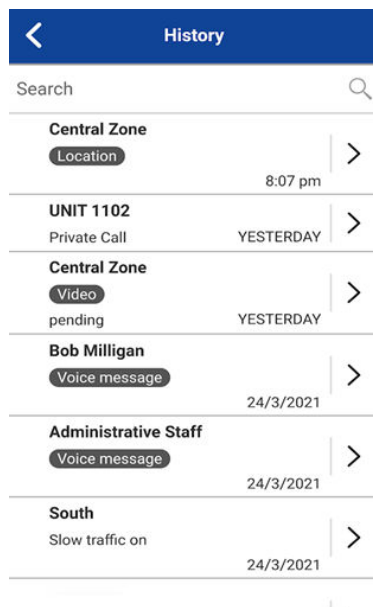 History
Search
Central Zone
Location
8:07 pm
UNIT 1102
Private Call YESTERDAY
Central Zone
Video
pending YESTERDAY
Bob Milligan
Voice message
24/3/2021
Administrative Staff
Voice message
24/3/2021
South
Slow traffic on
24/3/2021